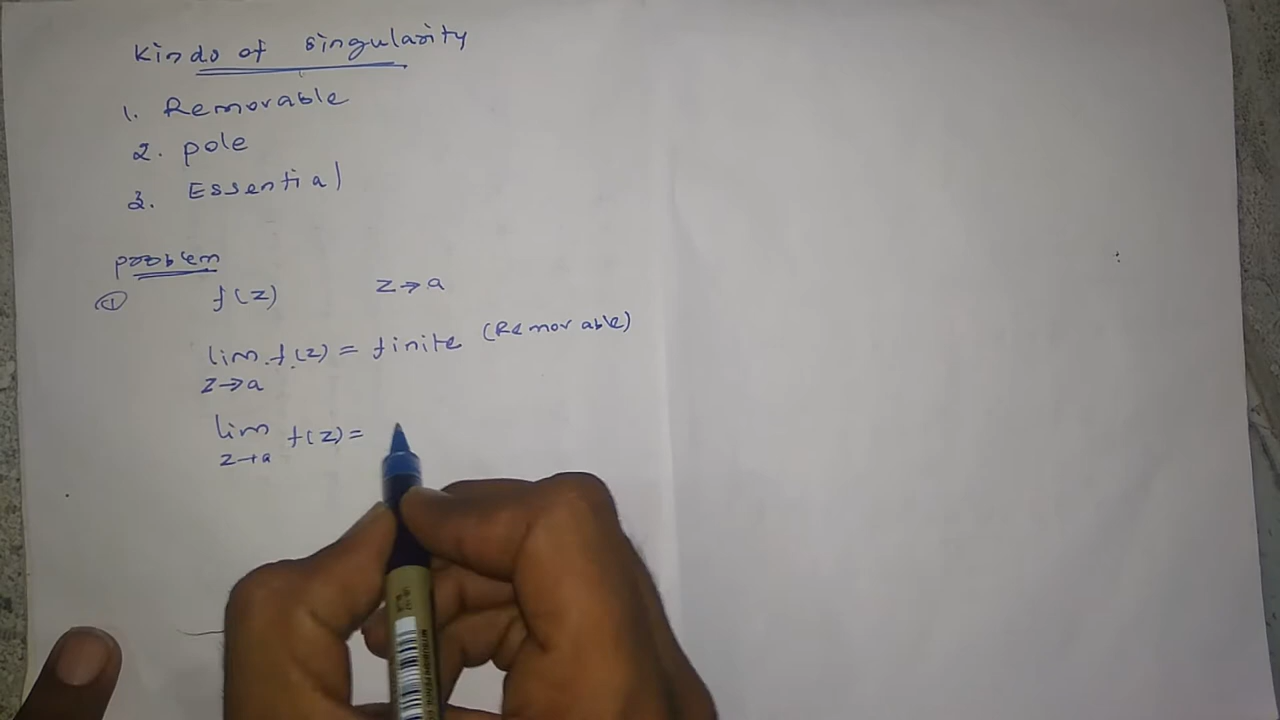 Kinds of singularity
1. Removable
2. pole
3. Essential
problem
① f(z) z→a
lim f(z) = finite (Removable)
z→a
lim f(z) =
z→a